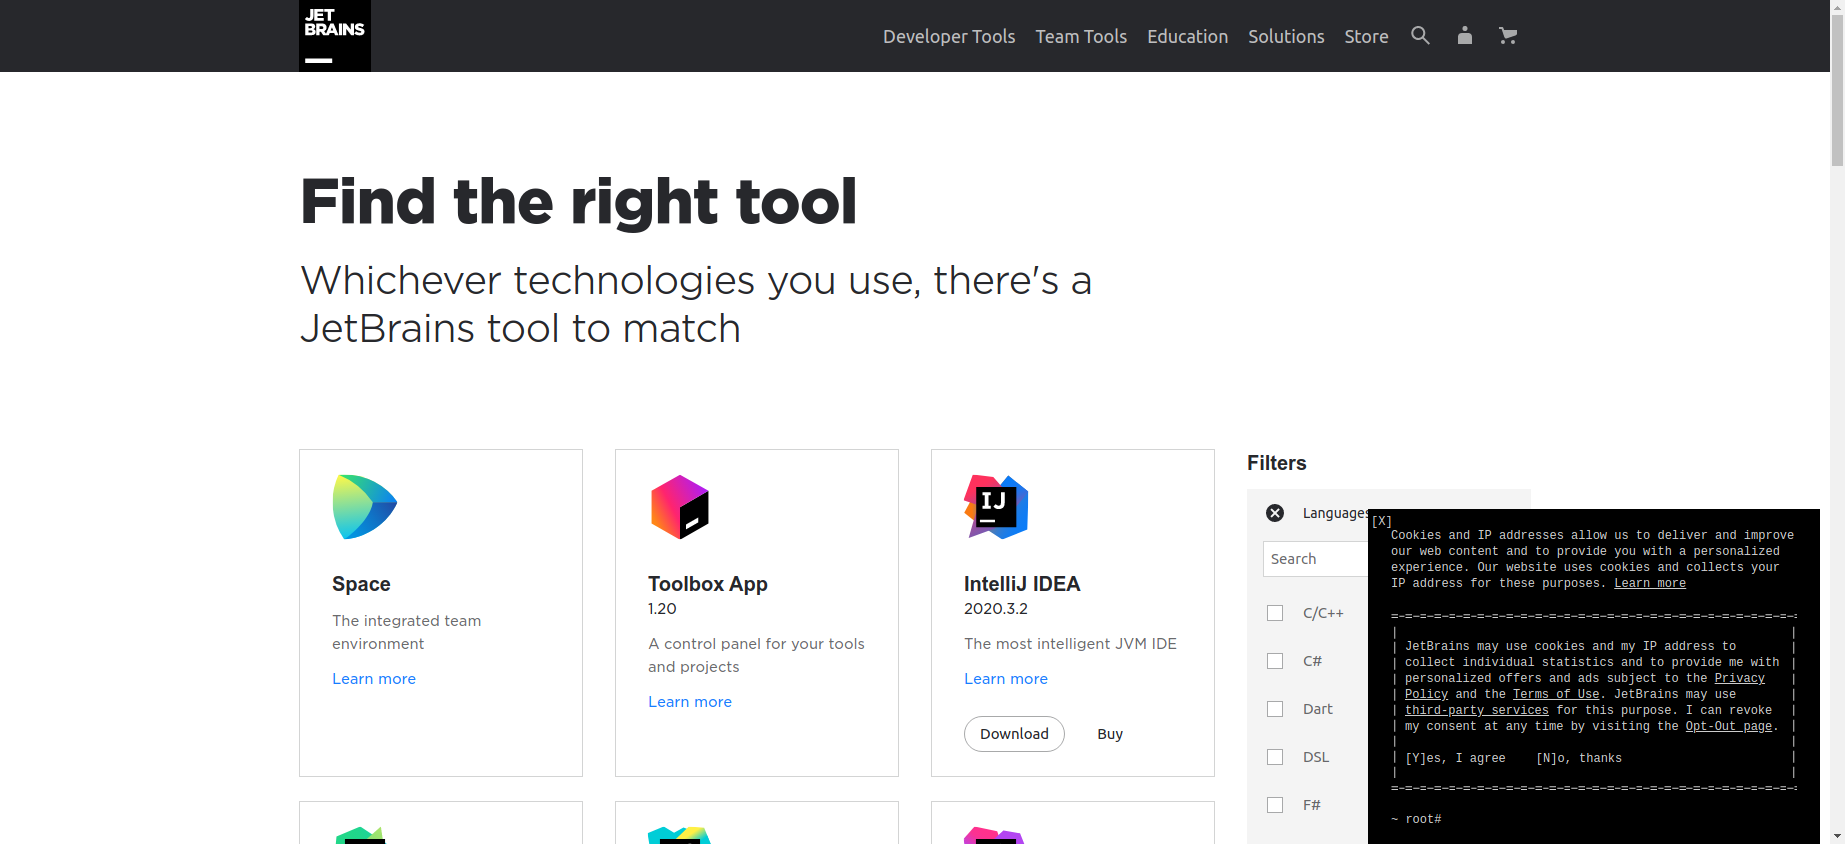 JET
BRAINS
Developer Tools Team Tools Education Solutions Store
Find the right tool
Whichever technologies you use, there's a
JetBrains tool to match
Space
The integrated team
environment
Learn more
Toolbox App
1.20
A control panel for your tools
and projects
Learn more
IJ
IntelliJ IDEA
2020.3.2
The most intelligent JVM IDE
Learn more
Download Buy
Filters
Languages
Search
C/C++
C#
Dart
DSL
F#
[X]
Cookies and IP addresses allow us to deliver and improve
our web content and to provide you with a personalized
experience. Our website uses cookies and collects your
IP address for these purposes. Learn more
JetBrains may use cookies and my IP address to
collect individual statistics and to provide me with
personalized offers and ads subject to the Privacy
Policy and the Terms of Use. JetBrains may use
third-party services for this purpose. I can revoke
my consent at any time by visiting the Opt-Out page.
[Y]es, I agree [N]o, thanks
~ root#